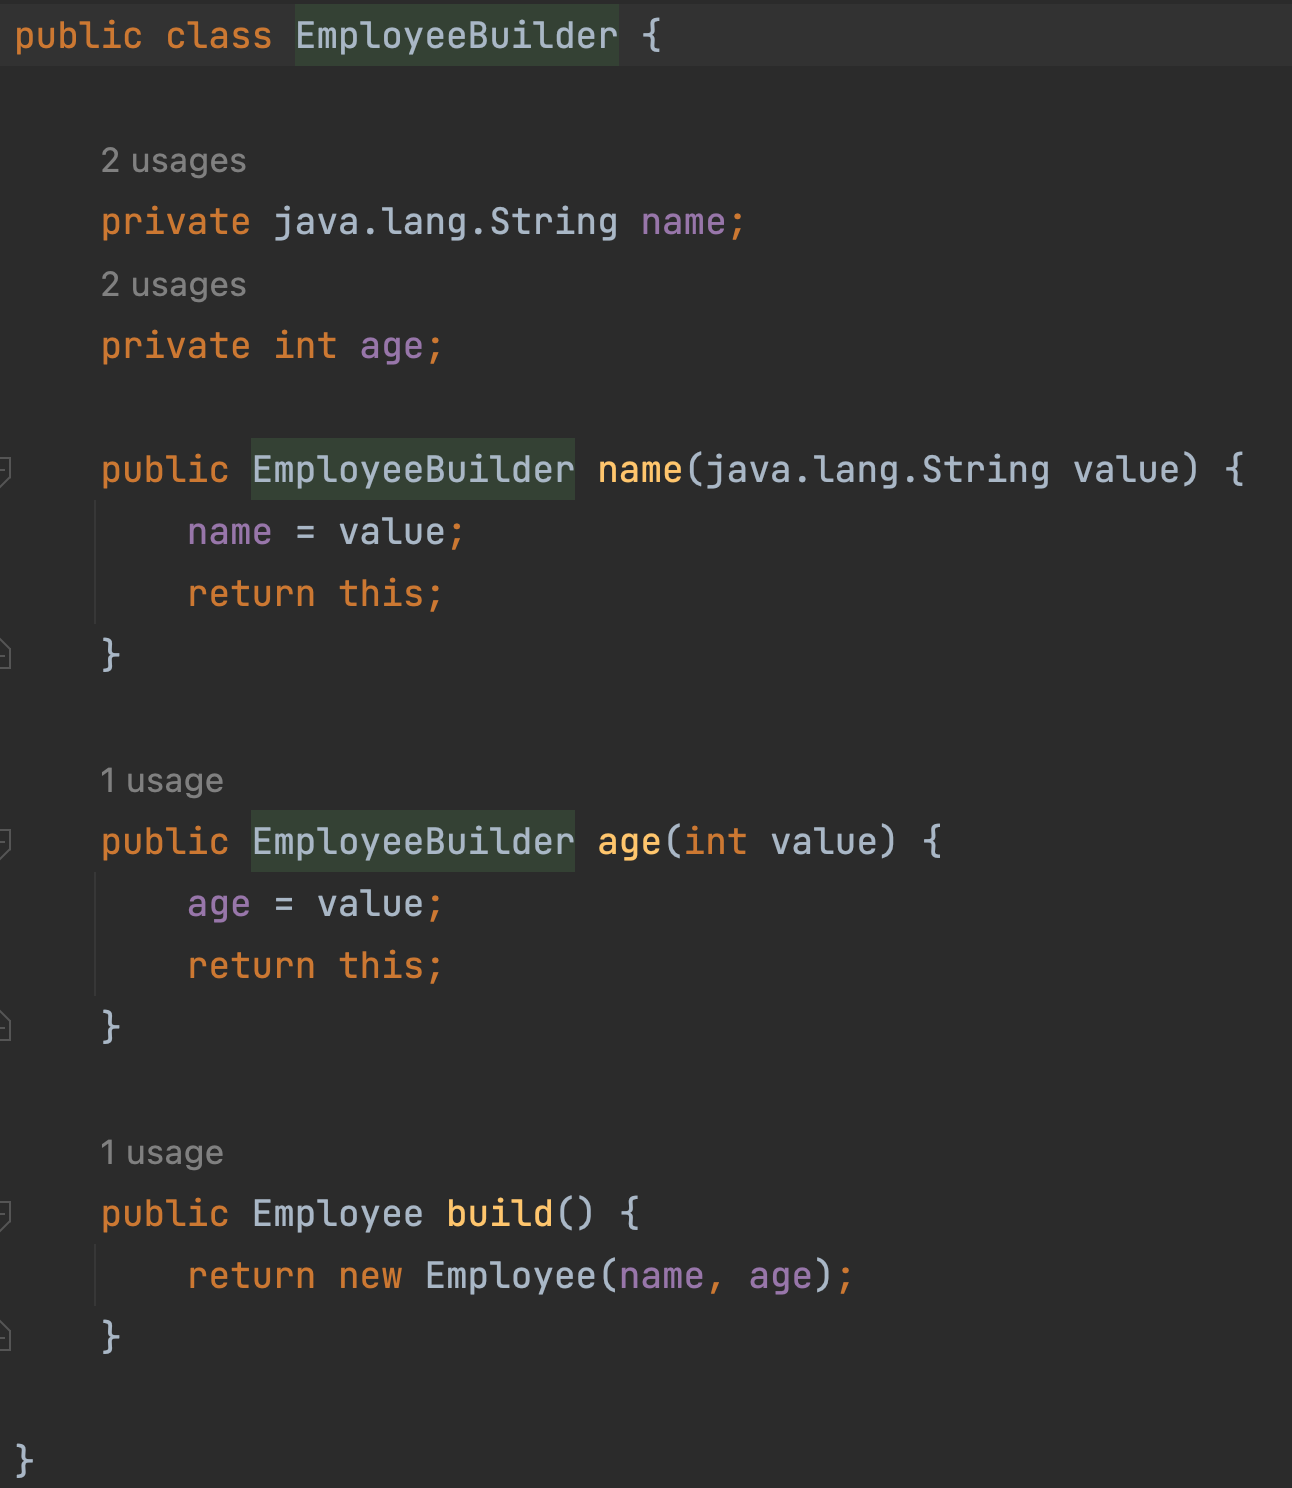 public class EmployeeBuilder {
2 usages
private java.lang.String name;
2 usages
private int age;
public EmployeeBuilder name(java.lang.String value) {
name = value;
return this;
}
1 usage
public EmployeeBuilder age(int value) {
age = value;
return this;
}
1 usage
public Employee build() {
return new Employee(name, age);
}
}